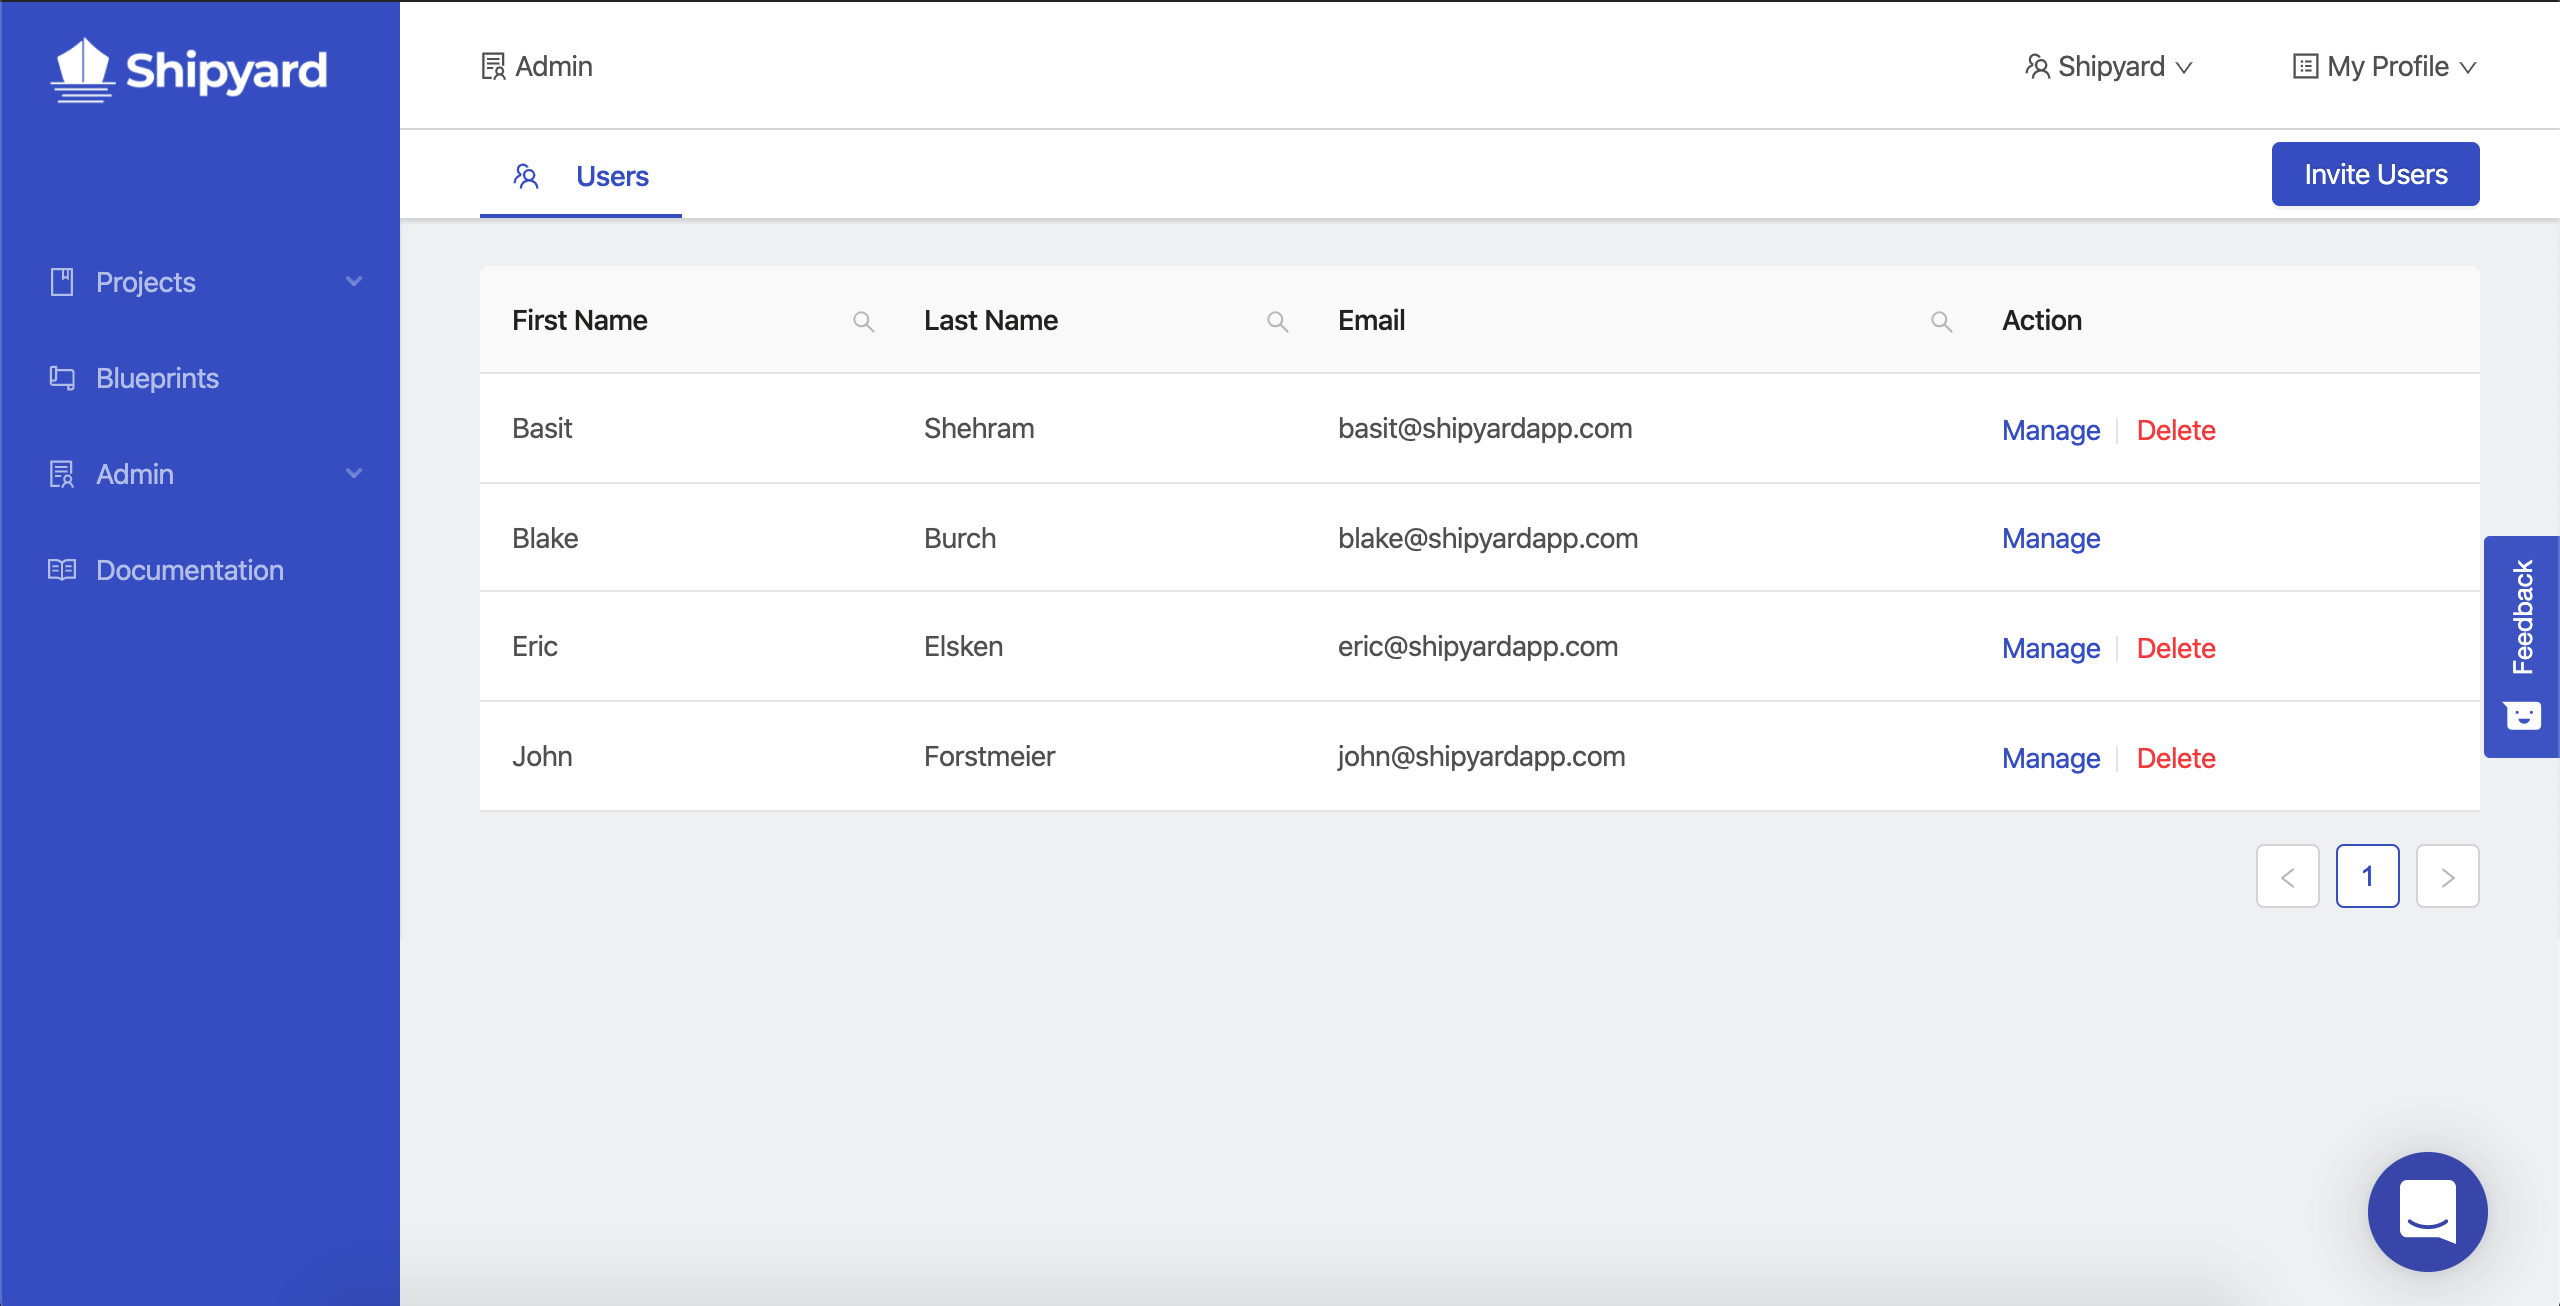 Shipyard
Admin
Shipyard
My Profile
Users
Invite Users
Projects
Blueprints
Admin
Documentation
First Name Last Name Email Action
Basit Shehram basit@shipyardapp.com Manage Delete
Blake Burch blake@shipyardapp.com Manage
Eric Elsken eric@shipyardapp.com Manage Delete
John Forstmeier john@shipyardapp.com Manage Delete
1
Feedback